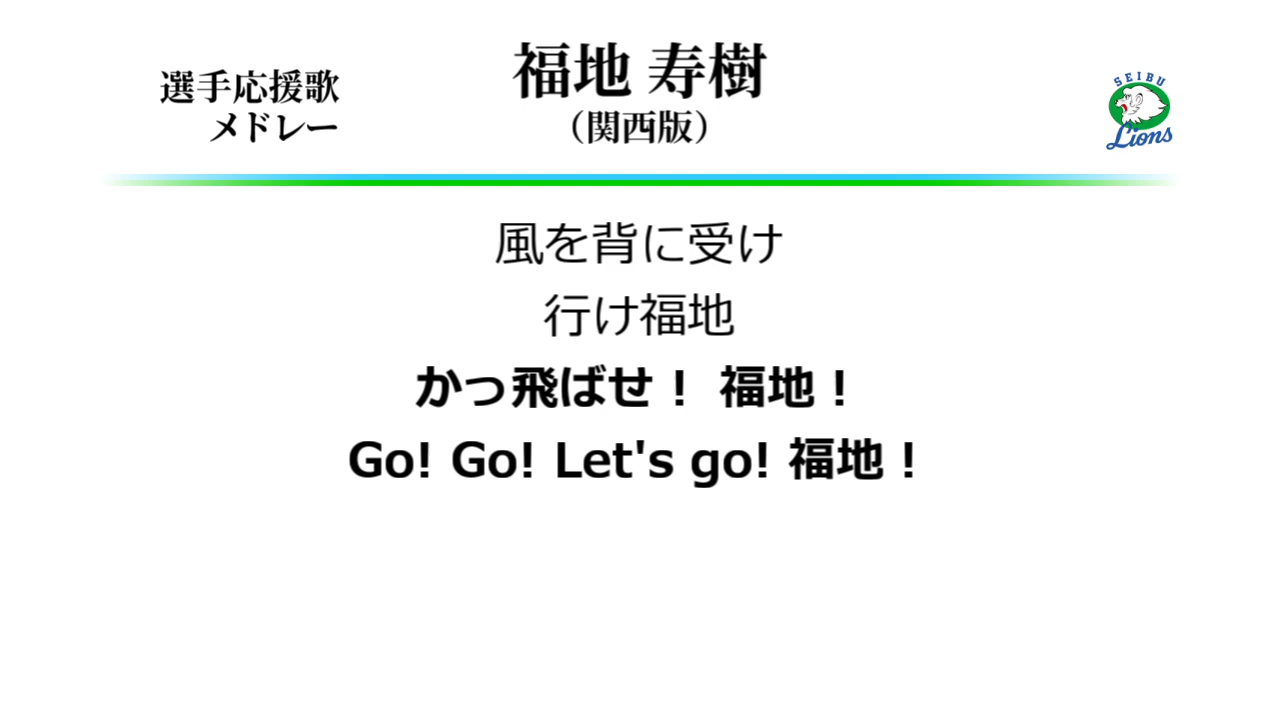 選手応援歌
メドレー
福地 寿樹
(関西版)
SEIBU
Lions
風を背に受け
行け福地
かっ飛ばせ！ 福地！
Go! Go! Let's go! 福地！